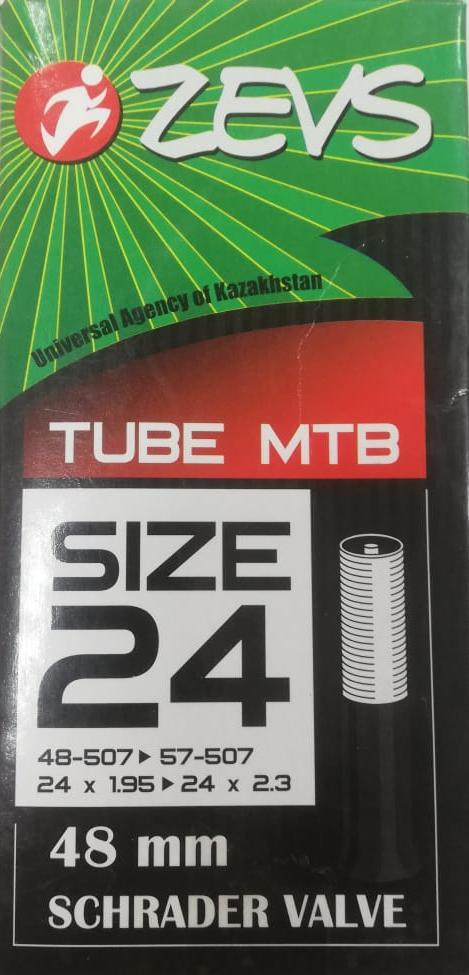 ZEVS
Universal Agency of Kazakhstan
TUBE MTB
SIZE
24
48-507 ▶ 57-507
24 x 1.95 ▶ 24 x 2.3
48 mm
SCHRADER VALVE